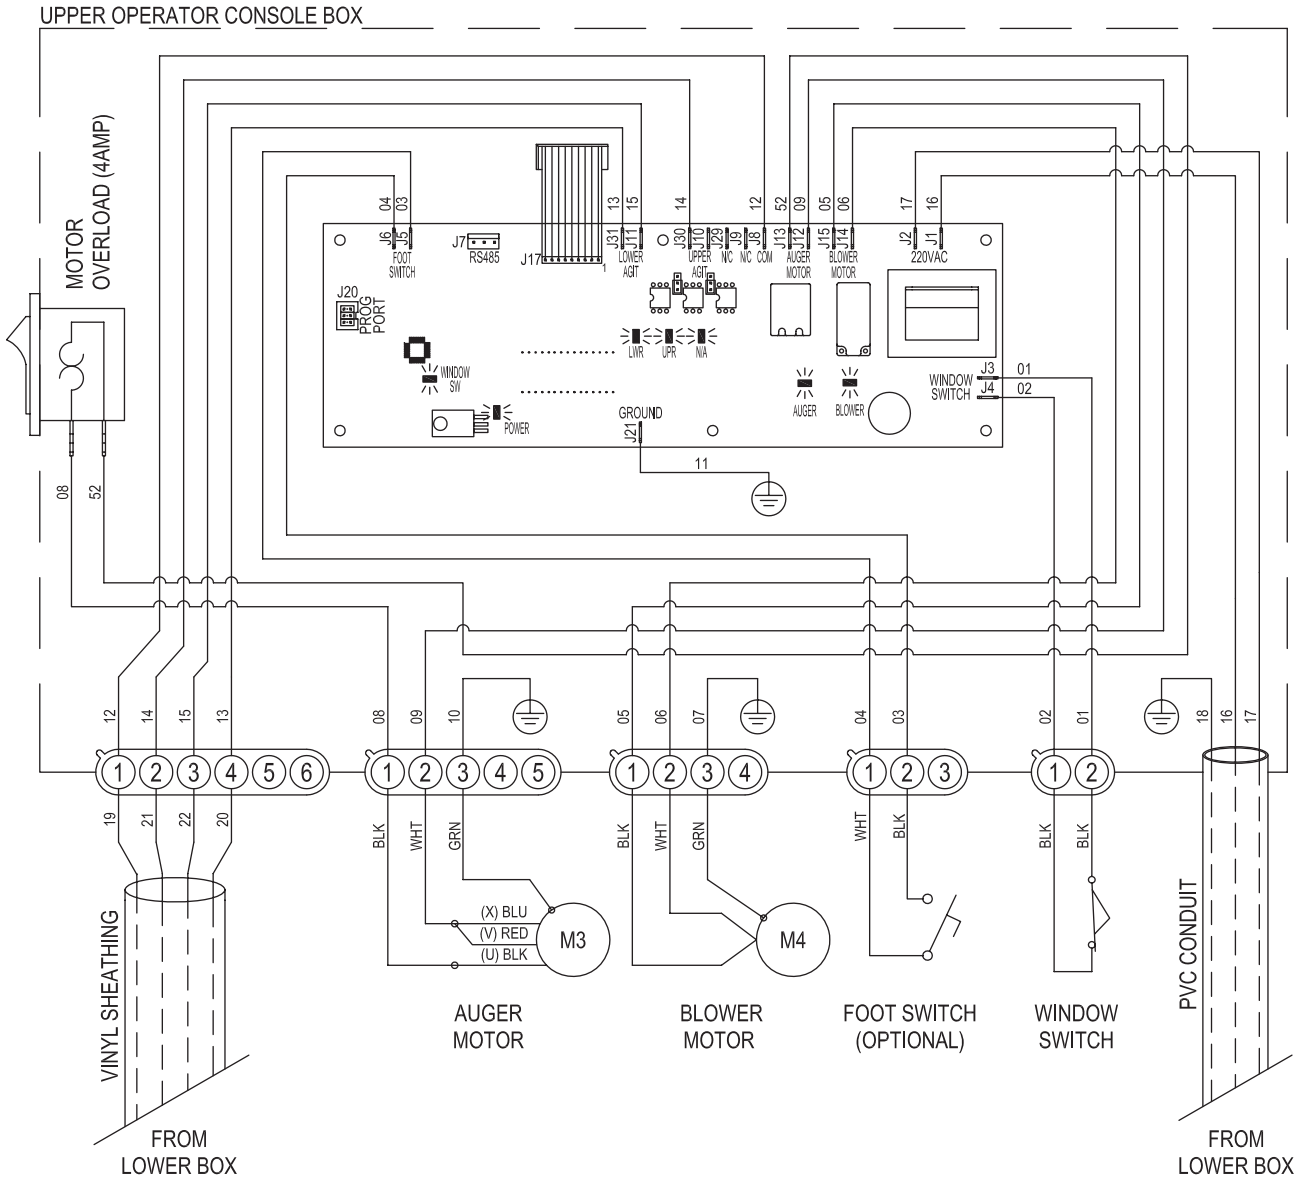 UPPER OPERATOR CONSOLE BOX
MOTOR
OVERLOAD (4AMP)
04
03
13
15
14
12
52
09
05
06
17
16
J6
J5
FOOT
SWITCH
J7
RS485
J17
1
J31
J11
LOWER
AGIT
J30
J10
UPPER
AGIT
J29
N/C
J9
N/C
J8
COM
J13
J12
AUGER
MOTOR
J15
J14
BLOWER
MOTOR
J2
J1
220VAC
J20
PROG
PORT
LWR
UPR
N/A
WINDOW
SW
POWER
GROUND
J21
11
AUGER
BLOWER
WINDOW
SWITCH
J3
J4
01
02
08
52
12
14
15
13
08
09
10
05
06
07
04
03
02
01
18
16
17
1 2 3 4 5 6
1 2 3 4 5
1 2 3 4
1 2 3
1 2
19
21
22
20
BLK
WHT
GRN
BLK
WHT
GRN
WHT
BLK
BLK
BLK
VINYL SHEATHING
(X) BLU
(V) RED
(U) BLK
M3
M4
PVC CONDUIT
AUGER
MOTOR
BLOWER
MOTOR
FOOT SWITCH
(OPTIONAL)
WINDOW
SWITCH
FROM
LOWER BOX
FROM
LOWER BOX